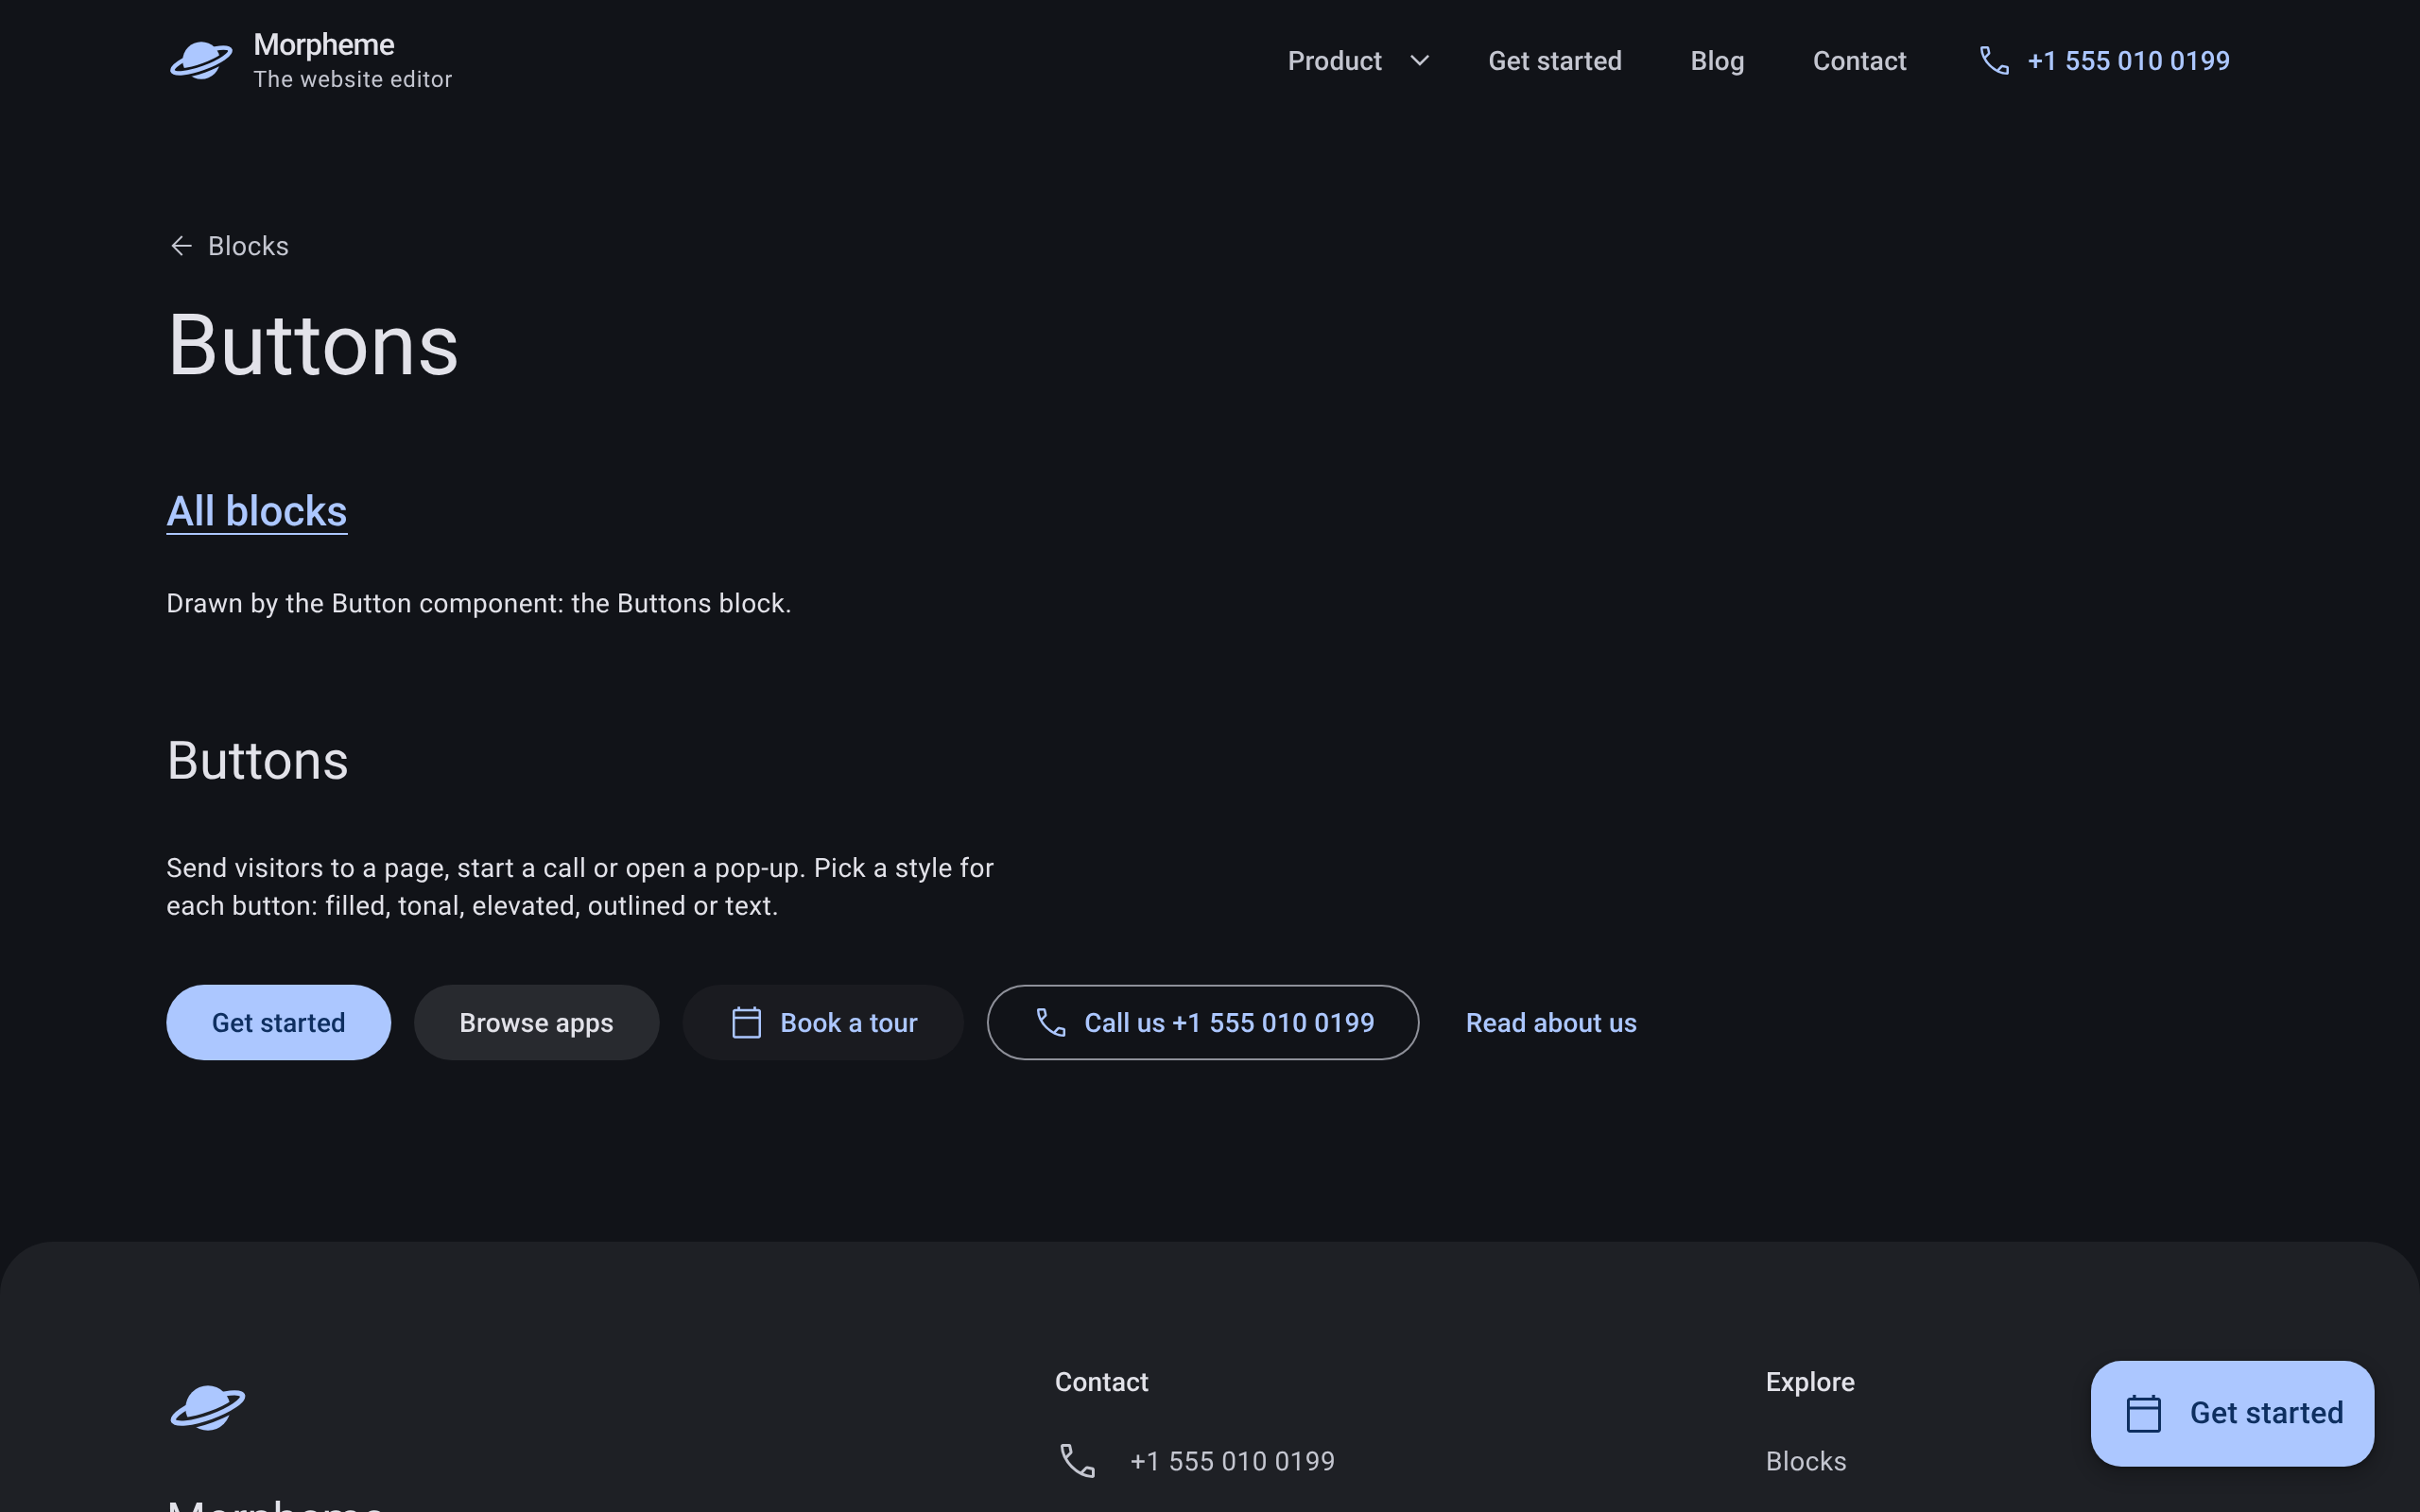 Morpheme
The website editor
Product
Get started
Blog
Contact
+1 555 010 0199
Blocks
Buttons
All blocks
Drawn by the Button component: the Buttons block.
Buttons
Send visitors to a page, start a call or open a pop-up. Pick a style for
each button: filled, tonal, elevated, outlined or text.
Get started
Browse apps
Book a tour
Call us +1 555 010 0199
Read about us
Contact
+1 555 010 0199
Explore
Blocks
Get started
Morpheme